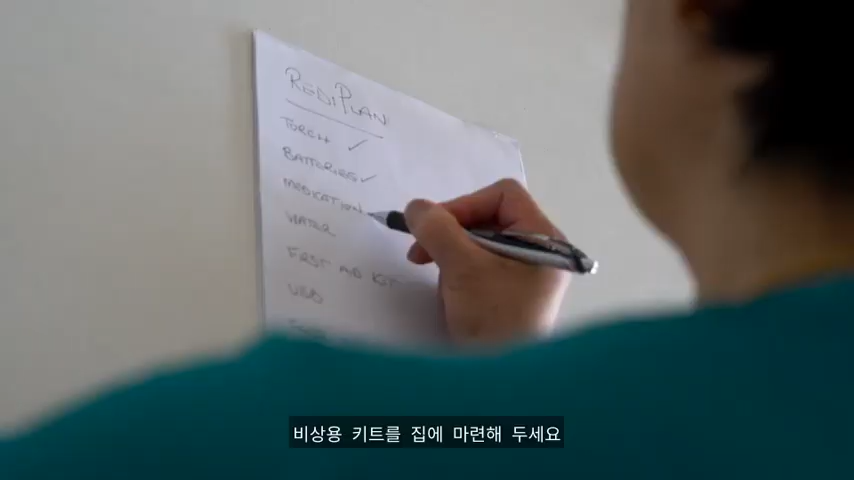 REDIPLAN
TORCH ✓
BATTERIES ✓
MEDICATION
WATER
FIRST AID KIT
USB
비상용 키트를 집에 마련해 두세요